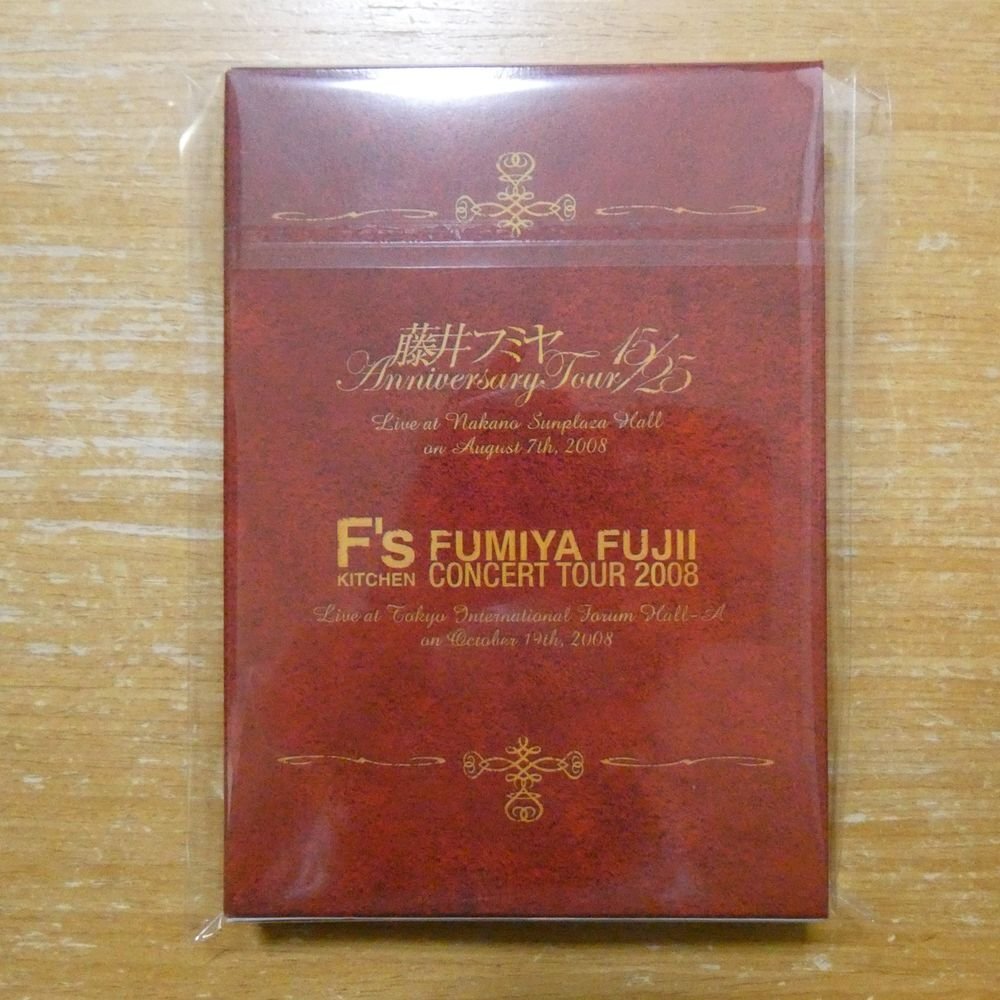 藤井フミヤ
Anniversary Tour 15/25
Live at Nakano Sunplaza Hall
on August 7th, 2008
F's KITCHEN
FUMIYA FUJII
CONCERT TOUR 2008
Live at Tokyo International Forum Hall-A
on October 19th, 2008